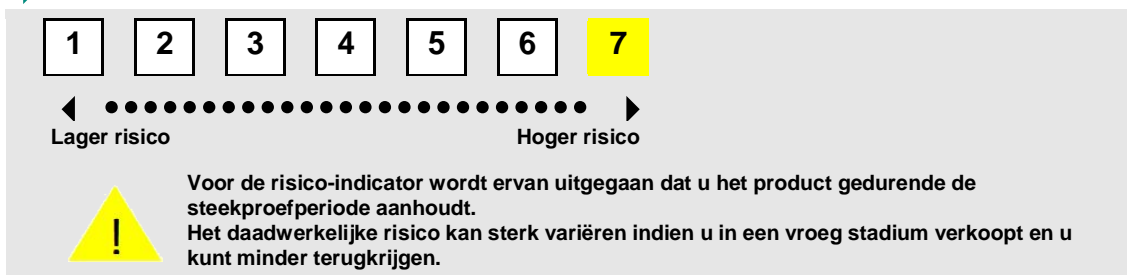 1 2 3 4 5 6 7
Lager risico Hoger risico
!
Voor de risico-indicator wordt ervan uitgegaan dat u het product gedurende de
steekproefperiode aanhoudt.
Het daadwerkelijke risico kan sterk variëren indien u in een vroeg stadium verkoopt en u
kunt minder terugkrijgen.